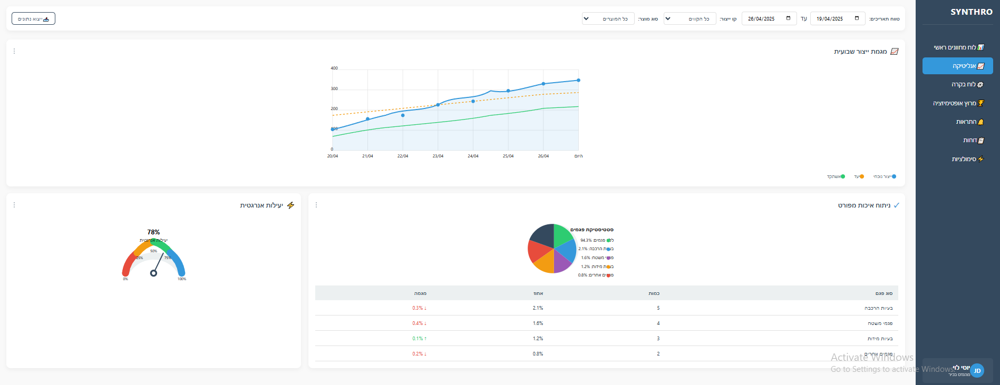 SYNTHRO
לוח מחוונים ראשי
אנליטיקה
לוח בקרה
מרוץ אופטימיזציה
התראות
דוחות
סימולציות
יוסי לוי
מהנדס בכיר
JD
טווח תאריכים: 19/04/2025 עד 26/04/2025 קו ייצור: כל הקווים סוג מוצר: כל המוצרים
ייצוא נתונים
מגמת ייצור שבועית
400
300
200
100
0
20/04 21/04 22/04 23/04 24/04 25/04 26/04 היום
ייצור נוכחי יעד אשתקד
ניתוח איכות מפורט
סטטיסטיקת פגמים
ללא פגמים: 94.3%
בעיות הרכבה: 2.1%
פגמי משטח: 1.6%
בעיות מידות: 1.2%
פגמים אחרים: 0.8%
סוג פגם כמות אחוז מגמה
בעיות הרכבה 5 2.1% ↓ 0.3%
פגמי משטח 4 1.6% ↓ 0.4%
בעיות מידות 3 1.2% ↑ 0.1%
פגמים אחרים 2 0.8% ↓ 0.2%
יעילות אנרגטית
78%
יעילות אנרגטית
50%
25% 75%
0% 100%
Activate Windows
Go to Settings to activate Windows.